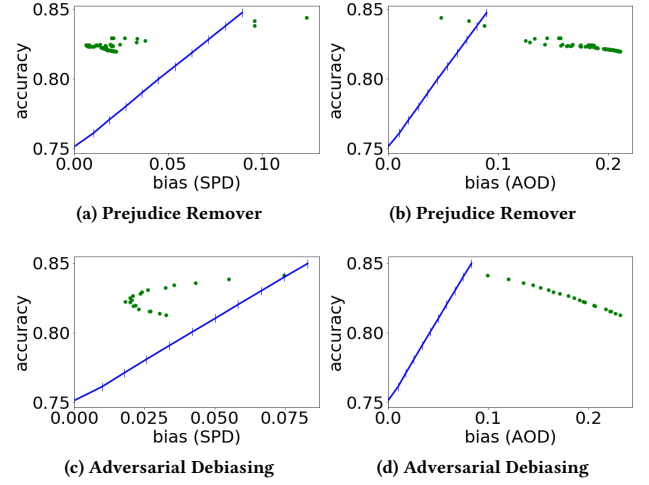 0.85
0.80
0.75
accuracy
0.00
0.05
0.10
bias (SPD)
(a) Prejudice Remover
0.85
0.80
0.75
accuracy
0.0
0.1
0.2
bias (AOD)
(b) Prejudice Remover
0.85
0.80
0.75
accuracy
0.000
0.025
0.050
0.075
bias (SPD)
(c) Adversarial Debiasing
0.85
0.80
0.75
accuracy
0.0
0.1
0.2
bias (AOD)
(d) Adversarial Debiasing